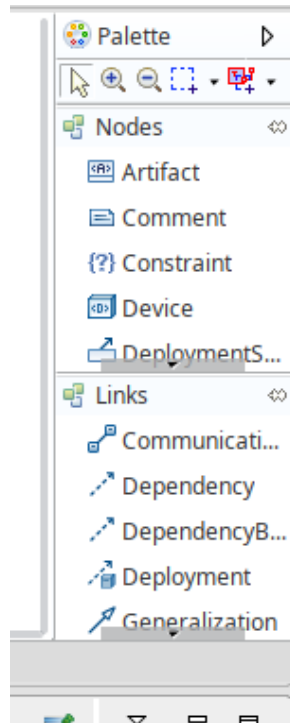 Palette
Nodes
Artifact
Comment
{?} Constraint
Device
DeploymentS...
Links
Communicati...
Dependency
DependencyB...
Deployment
Generalization